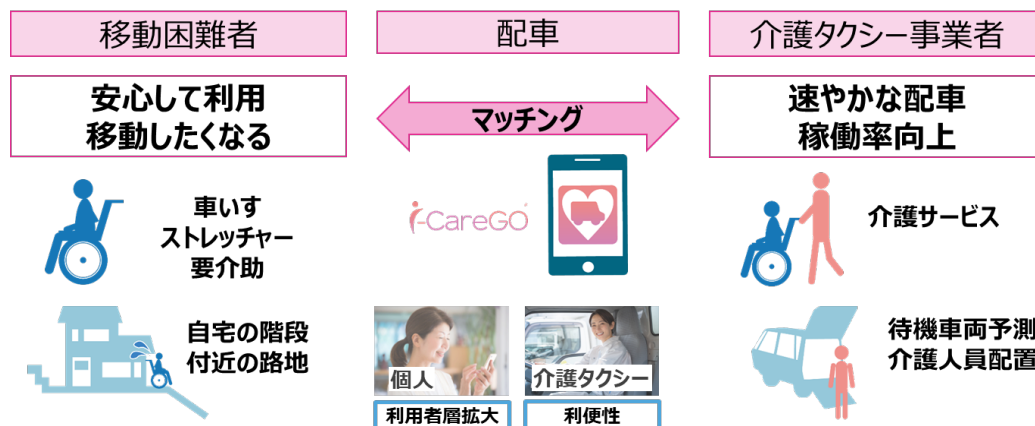 移動困難者
安心して利用
移動したくなる
車いす
ストレッチャー
要介助
自宅の階段
付近の路地
配車
マッチング
i-CareGO
個人
介護タクシー
利用者層拡大
利便性
介護タクシー事業者
速やかな配車
稼働率向上
介護サービス
待機車両予測
介護人員配置